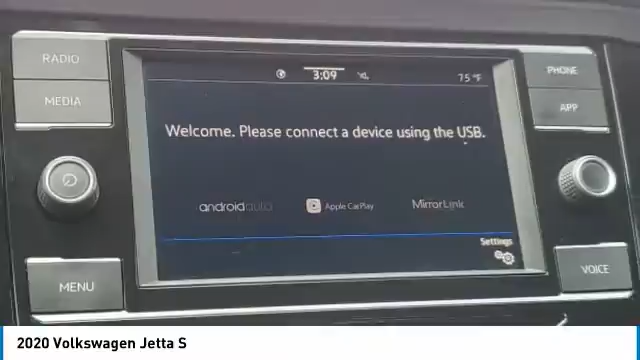 RADIO
MEDIA
MENU
3:09
75 °F
Welcome. Please connect a device using the USB.
androidauto
Apple CarPlay
MirrorLink
Settings
PHONE
APP
VOICE
2020 Volkswagen Jetta S